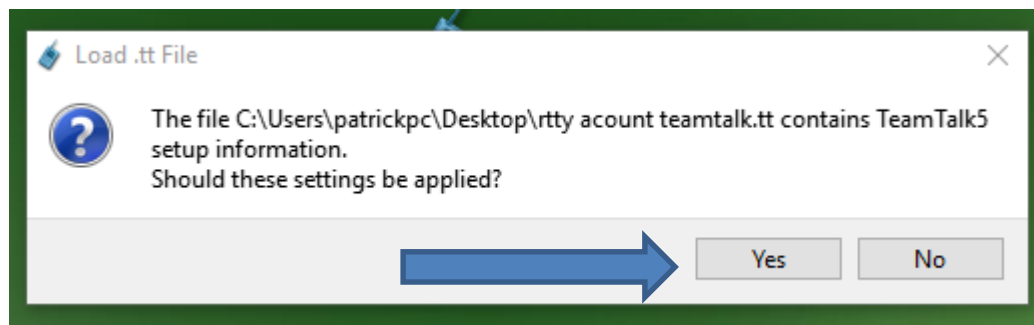 Load .tt File
The file C:\Users\patrickpc\Desktop\rtty acount teamtalk.tt contains TeamTalk5
setup information.
Should these settings be applied?
Yes No